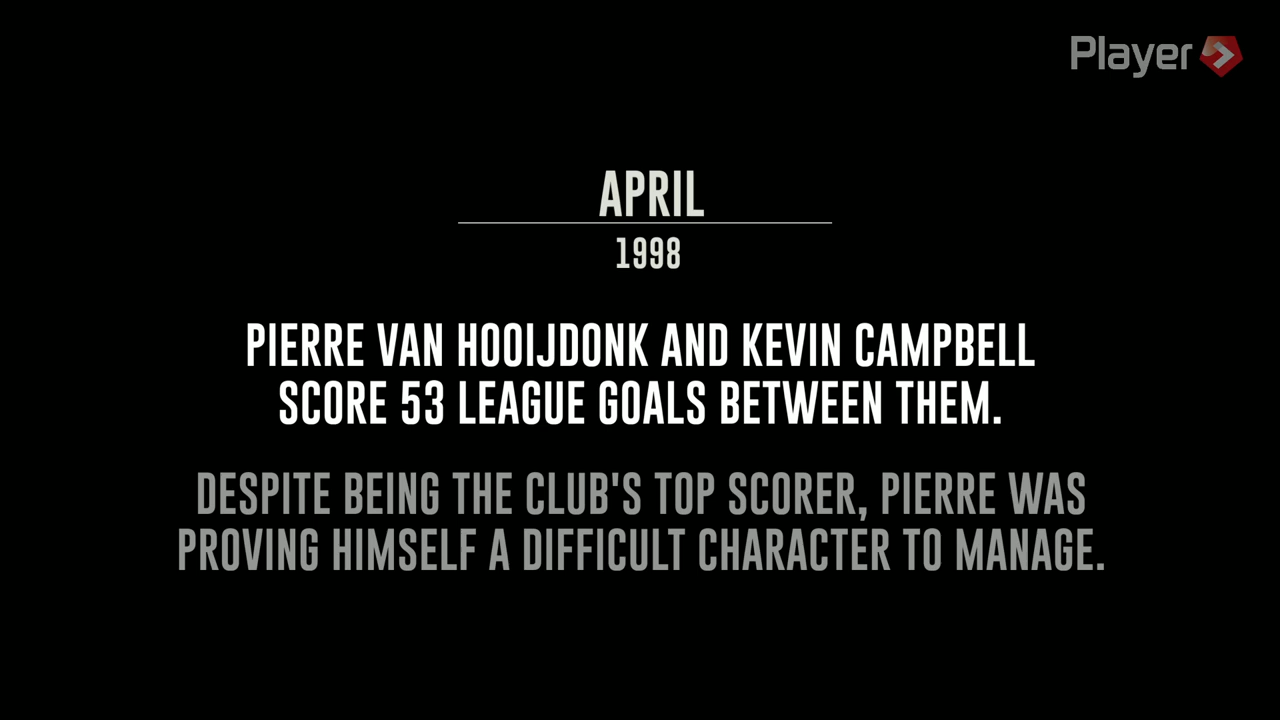 Player
APRIL
1998
PIERRE VAN HOOIJDONK AND KEVIN CAMPBELL
SCORE 53 LEAGUE GOALS BETWEEN THEM.
DESPITE BEING THE CLUB'S TOP SCORER, PIERRE WAS
PROVING HIMSELF A DIFFICULT CHARACTER TO MANAGE.